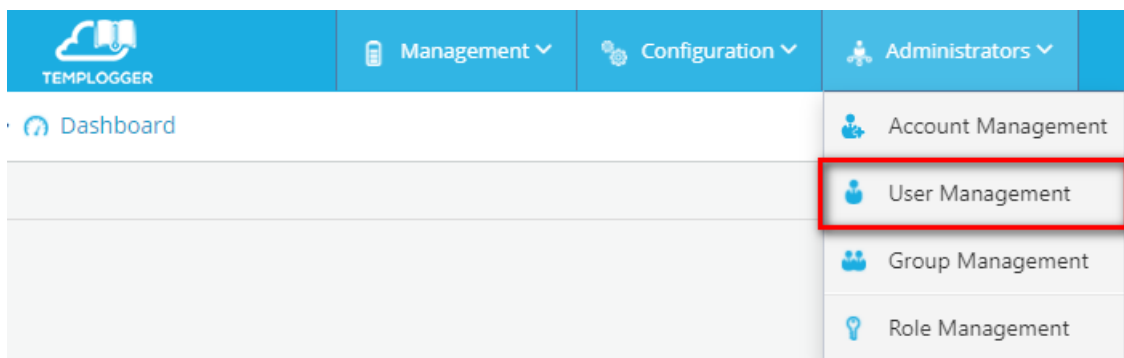 TEMPLOGGER
Management
Configuration
Administrators
Dashboard
Account Management
User Management
Group Management
Role Management